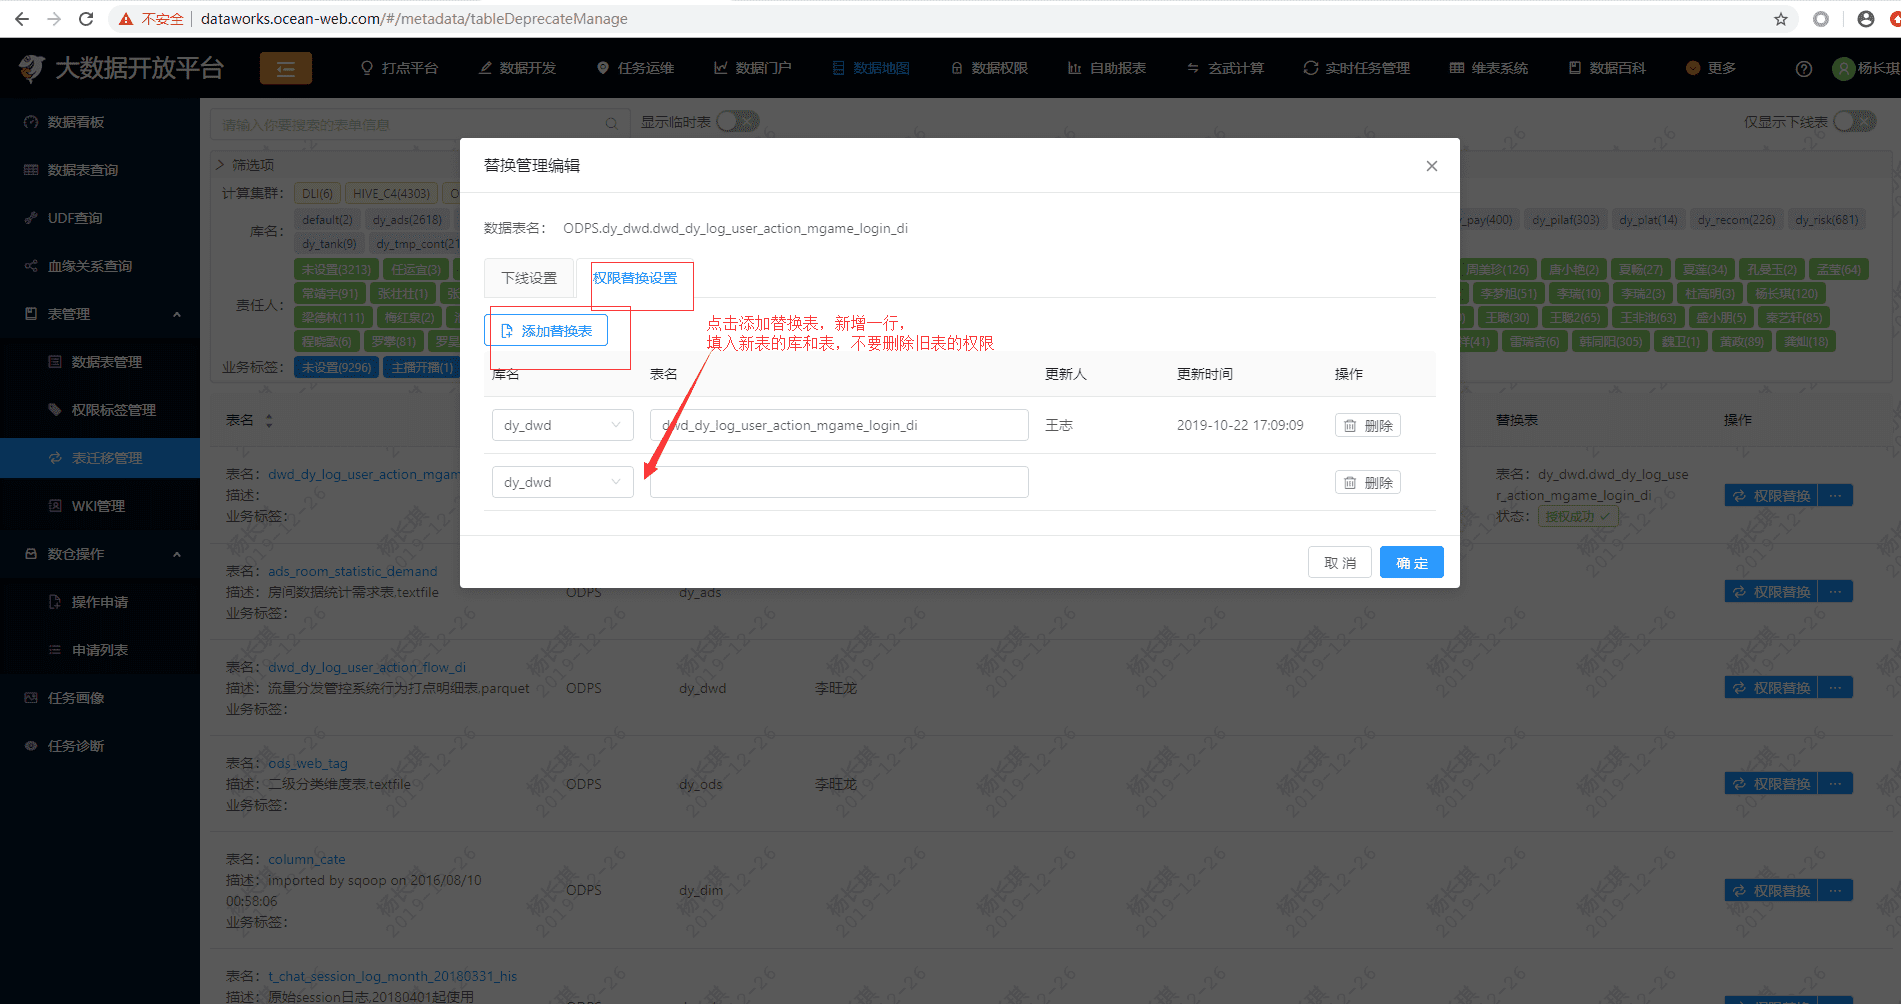 不安全 dataworks.ocean-web.com/#/metadata/tableDeprecateManage
大数据开放平台 打点平台 数据开发 任务运维 数据门户 数据地图 数据权限 自助报表 玄武计算 实时任务管理 维表系统 数据百科 更多 杨长琪
数据看板
数据表查询
UDF查询
血缘关系查询
表管理
数据表管理
权限标签管理
表迁移管理
WKI管理
数仓操作
操作申请
申请列表
任务画像
任务诊断
请输入你要搜索的表单信息 显示临时表 仅显示下线表
筛选项
计算集群: DLI(6) HIVE_C4(4303)
库名: default(2) dy_ads(2618) _pay(400) dy_pilaf(303) dy_plat(14) dy_recom(226) dy_risk(681)
dy_tank(9) dy_tmp_cont(21
责任人: 未设置(3213) 任运宜(3) 周美珍(126) 唐小艳(2) 夏畅(27) 夏莲(34) 孔晏玉(2) 孟莹(64)
常靖宇(91) 张壮壮(1) 李梦旭(51) 李瑞(10) 李瑞2(3) 杜高明(3) 杨长琪(120)
梁德林(111) 梅红泉(2) 王聪(30) 王聪2(65) 王非池(63) 盛小朋(5) 秦艺轩(85)
程晓歌(6) 罗攀(81) 罗昊 (41) 雷瑞奇(6) 韩同阳(305) 魏卫(1) 黄政(89) 龚灿(18)
业务标签: 未设置(9296) 主播开播(1)
替换管理编辑
数据表名: ODPS.dy_dwd.dwd_dy_log_user_action_mgame_login_di
下线设置 权限替换设置
添加替换表
点击添加替换表，新增一行，
填入新表的库和表，不要删除旧表的权限
库名 表名 更新人 更新时间 操作
dy_dwd dwd_dy_log_user_action_mgame_login_di 王志 2019-10-22 17:09:09 删除
dy_dwd 删除
取 消 确 定
表名 替换表 操作
表名: dwd_dy_log_user_action_mgam
描述:
业务标签:
表名: dy_dwd.dwd_dy_log_use
r_action_mgame_login_di
状态: 授权成功
权限替换 ...
表名: ads_room_statistic_demand
描述: 房间数据统计需求表.textfile ODPS dy_ads 权限替换 ...
业务标签:
表名: dwd_dy_log_user_action_flow_di
描述: 流量分发管控系统行为打点明细表.parquet ODPS dy_dwd 李旺龙 权限替换 ...
业务标签:
表名: ods_web_tag
描述: 二级分类维度表.textfile ODPS dy_ods 李旺龙 权限替换 ...
业务标签:
表名: column_cate
描述: imported by sqoop on 2016/08/10
00:58:06 ODPS dy_dim 权限替换 ...
业务标签:
表名: t_chat_session_log_month_20180331_his
描述: 原始session日志.20180401起使用
杨长琪
2019-12-26